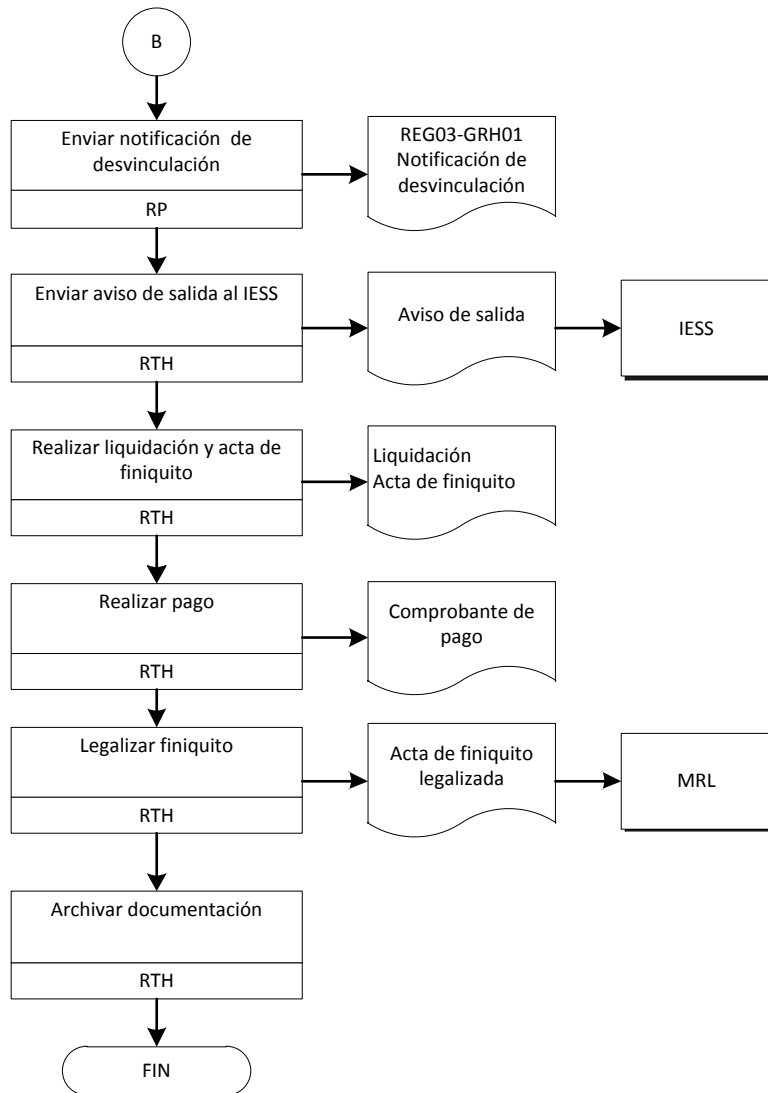 B
Enviar notificación de
desvinculación
RP
REG03-GRH01
Notificación de
desvinculación
Enviar aviso de salida al IESS
RTH
Aviso de salida
IESS
Realizar liquidación y acta de
finiquito
RTH
Liquidación
Acta de finiquito
Realizar pago
RTH
Comprobante de
pago
Legalizar finiquito
RTH
Acta de finiquito
legalizada
MRL
Archivar documentación
RTH
FIN